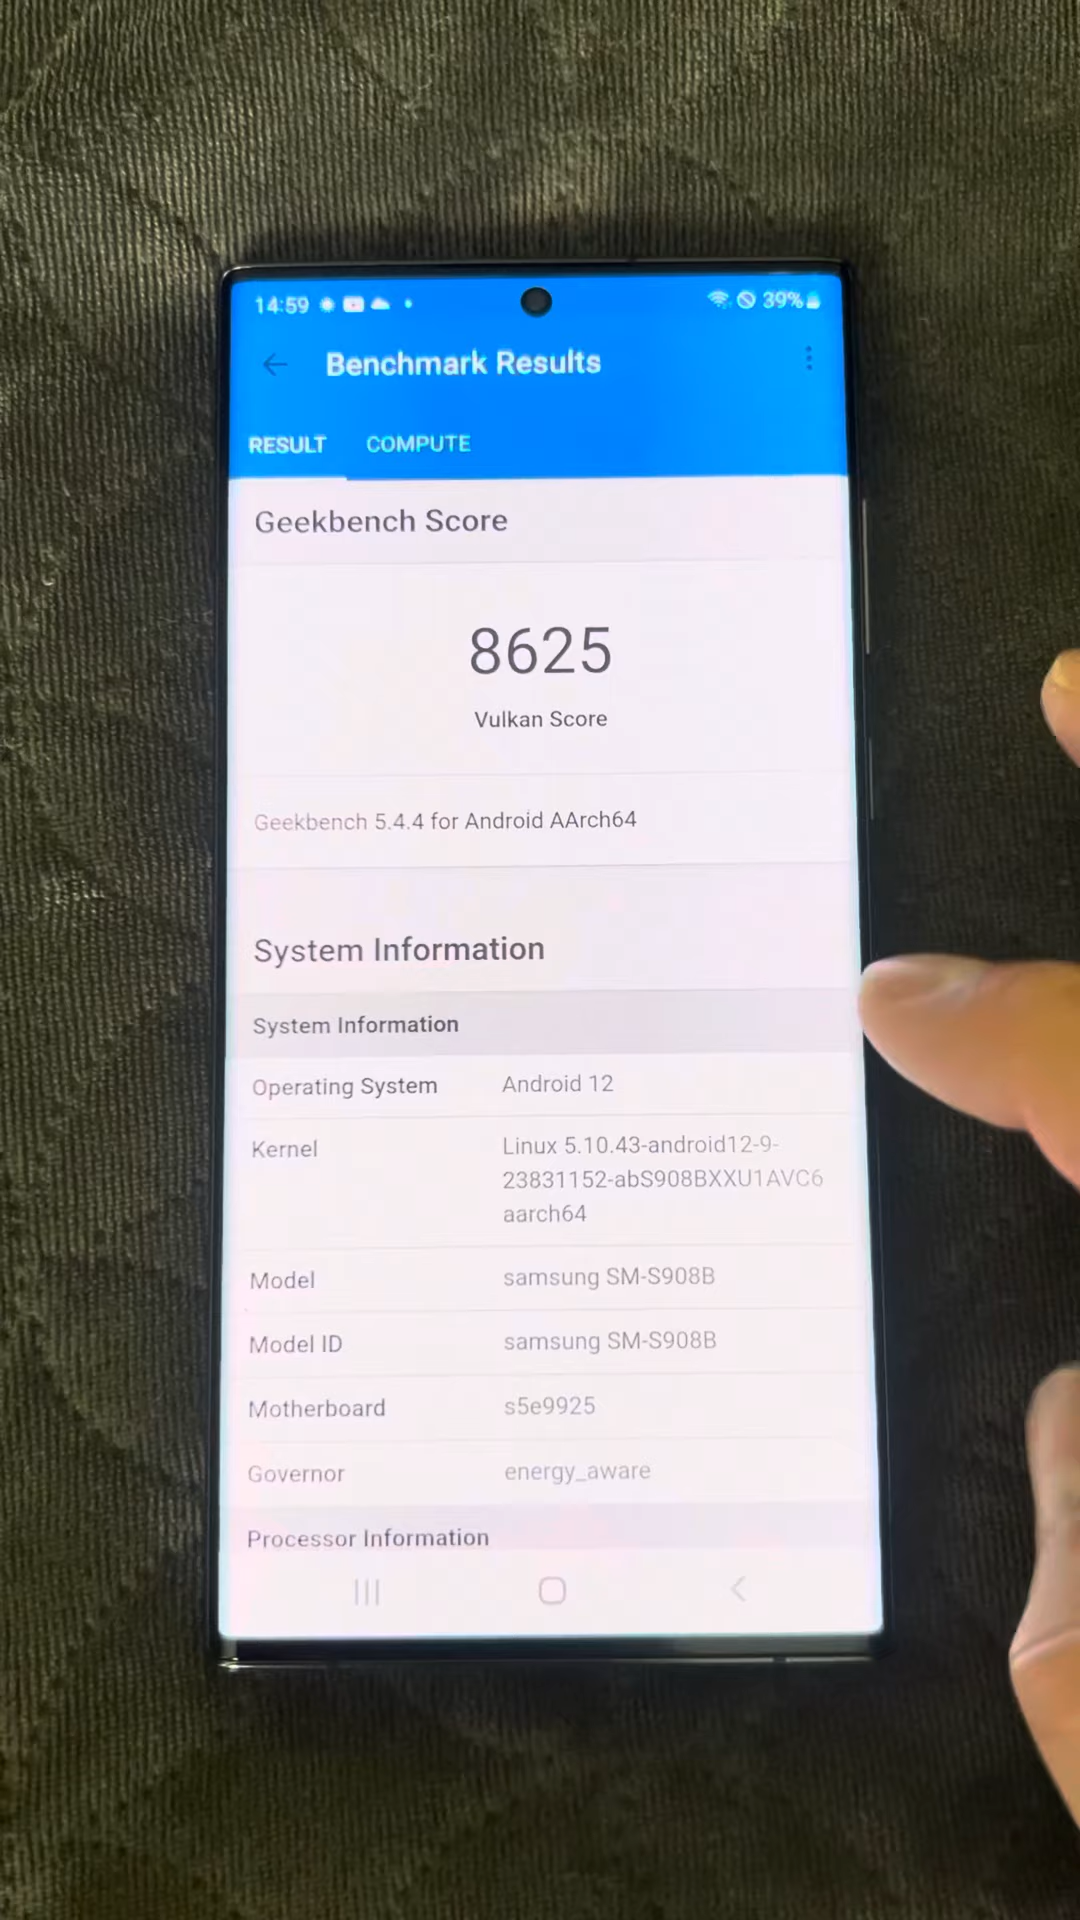 14:59
39%
Benchmark Results
RESULT COMPUTE
Geekbench Score
8625
Vulkan Score
Geekbench 5.4.4 for Android AArch64
System Information
System Information
Operating System Android 12
Kernel Linux 5.10.43-android12-9-
23831152-abS908BXXU1AVC6
aarch64
Model samsung SM-S908B
Model ID samsung SM-S908B
Motherboard s5e9925
Governor energy_aware
Processor Information